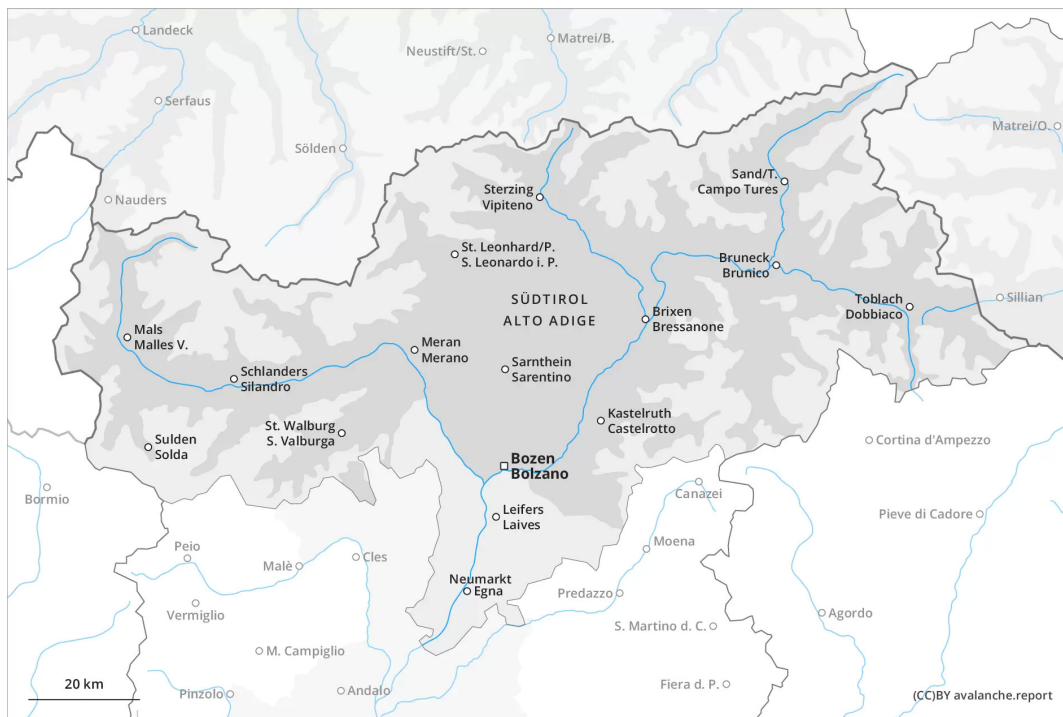 Landeck
Matrei/B.
Neustift/St.
Serfaus
Matrei/O.
Sölden
Sand/T.
Campo Tures
Sterzing
Vipiteno
Nauders
St. Leonhard/P.
S. Leonardo i. P.
Bruneck
Brunico
SÜDTIROL
ALTO ADIGE
Toblach
Dobbiaco
Sillian
Brixen
Bressanone
Mals
Malles V.
Meran
Merano
Sarnthein
Sarentino
Schlanders
Silandro
Kastelruth
Castelrotto
St. Walburg
S. Valburga
Sulden
Solda
Cortina d'Ampezzo
Bozen
Bolzano
Bormio
Canazei
Leifers
Laives
Pieve di Cadore
Moena
Peio
Malè
Cles
Neumarkt
Egna
Predazzo
Vermiglio
Agordo
S. Martino d. C.
M. Campiglio
20 km
Pinzolo
Andalo
Fiera d. P.
(CC)BY avalanche.report